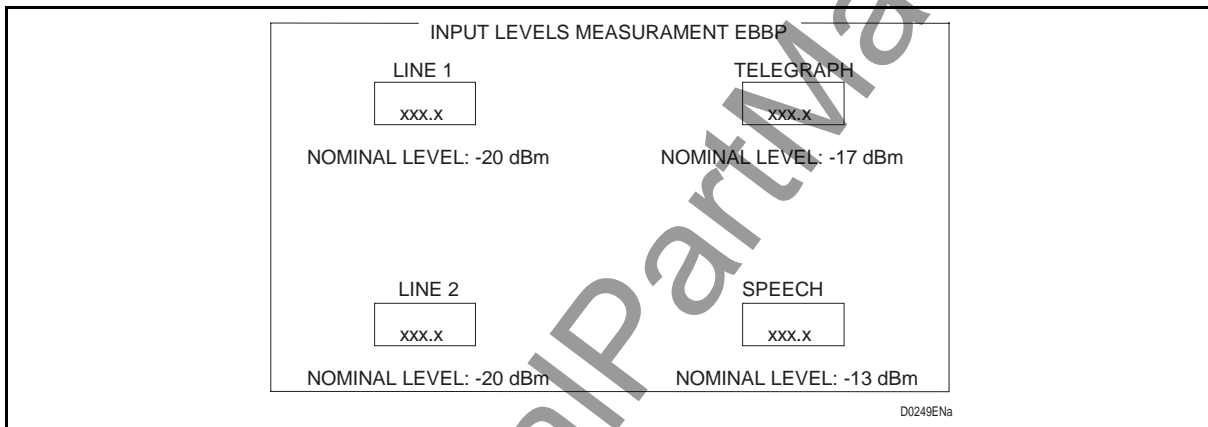 INPUT LEVELS MEASURAMENT EBBP
LINE 1
TELEGRAPH
xxx.x
xxx.x
NOMINAL LEVEL: -20 dBm
NOMINAL LEVEL: -17 dBm
LINE 2
SPEECH
xxx.x
xxx.x
NOMINAL LEVEL: -20 dBm
NOMINAL LEVEL: -13 dBm
D0249ENa
lPartMa